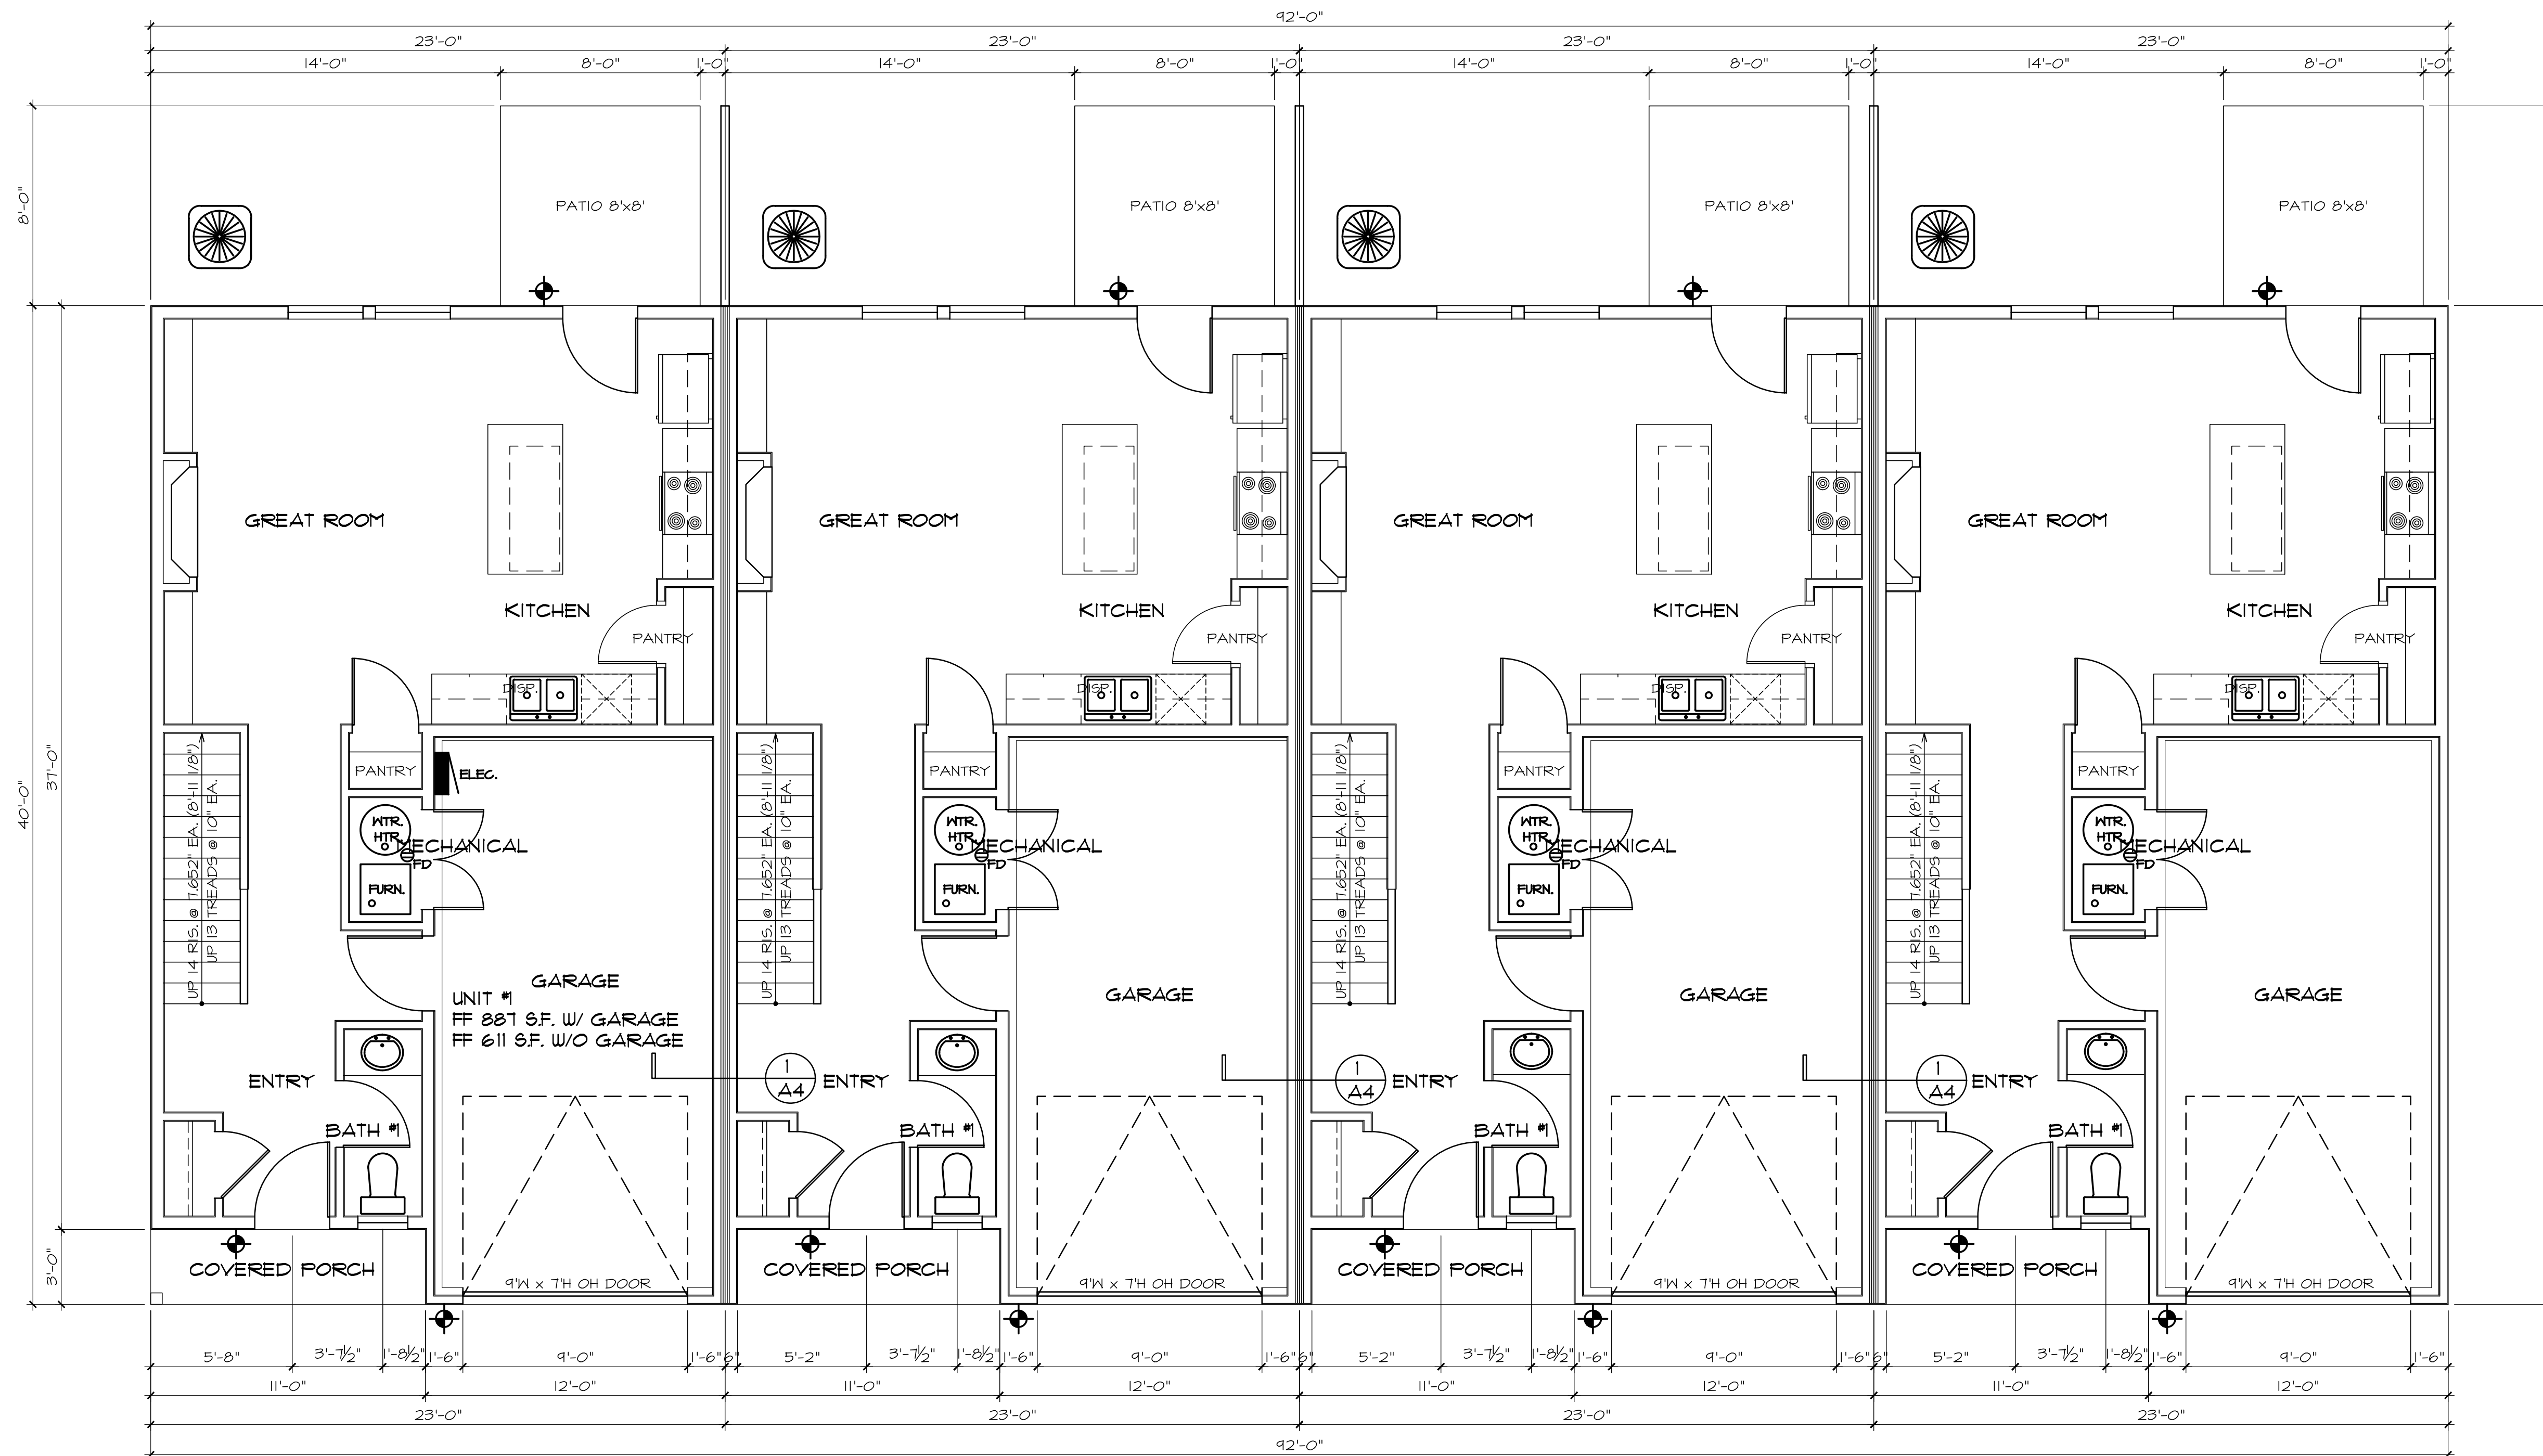 92'-0"
23'-0" 23'-0" 23'-0" 23'-0"
14'-0" 8'-0" 1'-0" 14'-0" 8'-0" 1'-0" 14'-0" 8'-0" 1'-0" 14'-0" 8'-0" 1'-0"
8'-0"
PATIO 8'x8' PATIO 8'x8' PATIO 8'x8' PATIO 8'x8'
GREAT ROOM GREAT ROOM GREAT ROOM GREAT ROOM
KITCHEN KITCHEN KITCHEN KITCHEN
PANTRY PANTRY PANTRY PANTRY
DISP. DISP. DISP. DISP.
40'-0"
37'-0"
UP 14 RIS. @ 7.652" EA. (8'-11 1/8")
UP 13 TREADS @ 10" EA.
UP 14 RIS. @ 7.652" EA. (8'-11 1/8")
UP 13 TREADS @ 10" EA.
UP 14 RIS. @ 7.652" EA. (8'-11 1/8")
UP 13 TREADS @ 10" EA.
UP 14 RIS. @ 7.652" EA. (8'-11 1/8")
UP 13 TREADS @ 10" EA.
PANTRY ELEC. PANTRY PANTRY PANTRY
WTR. WTR. WTR. WTR.
HTR. HTR. HTR. HTR.
MECHANICAL MECHANICAL MECHANICAL MECHANICAL
FD FD FD FD
FURN. FURN. FURN. FURN.
GARAGE GARAGE GARAGE GARAGE
UNIT #1
FF 887 S.F. W/ GARAGE
FF 611 S.F. W/O GARAGE
1 1 1
A4 A4 A4
ENTRY ENTRY ENTRY ENTRY
BATH #1 BATH #1 BATH #1 BATH #1
3'-0"
COVERED PORCH COVERED PORCH COVERED PORCH COVERED PORCH
9'W x 7'H OH DOOR 9'W x 7'H OH DOOR 9'W x 7'H OH DOOR 9'W x 7'H OH DOOR
5'-8" 3'-7½" 1'-8½" 1'-6" 9'-0" 1'-6" 6" 5'-2" 3'-7½" 1'-8½" 1'-6" 9'-0" 1'-6" 6" 5'-2" 3'-7½" 1'-8½" 1'-6" 9'-0" 1'-6" 6" 5'-2" 3'-7½" 1'-8½" 1'-6" 9'-0" 1'-6"
11'-0" 12'-0" 11'-0" 12'-0" 11'-0" 12'-0" 11'-0" 12'-0"
23'-0" 23'-0" 23'-0" 23'-0"
92'-0"